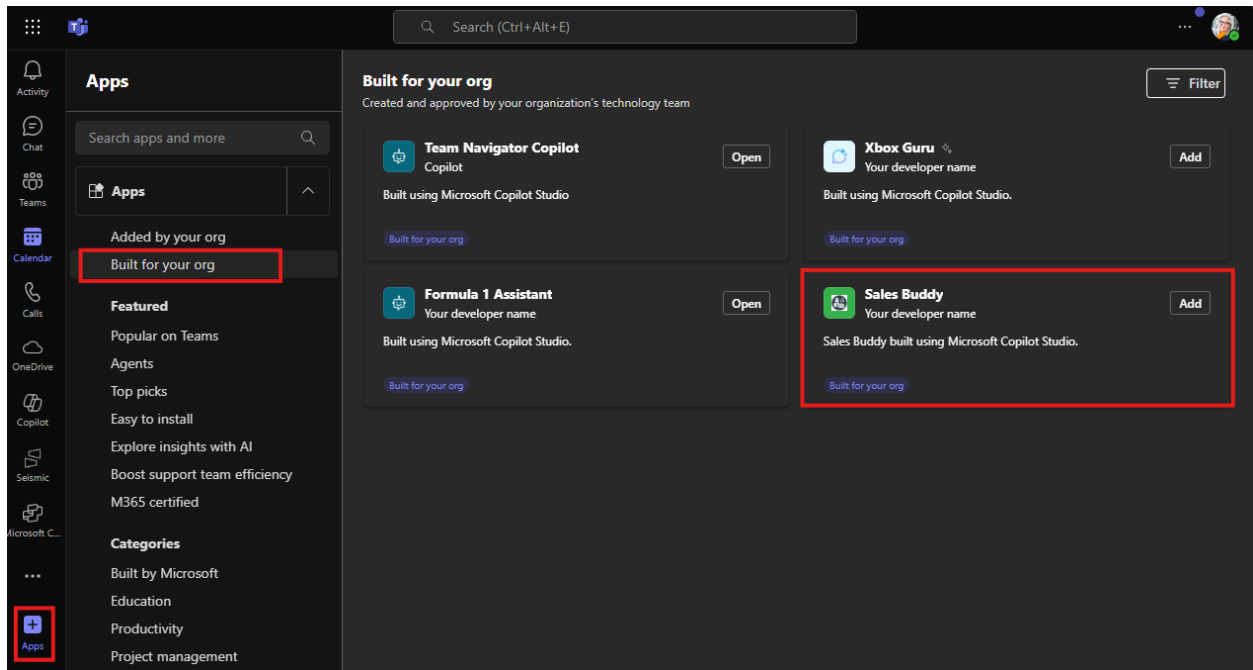 Search (Ctrl+Alt+E)
Activity
Chat
Teams
Calendar
Calls
OneDrive
Copilot
Seismic
Microsoft C...
Apps
Apps
Search apps and more
Apps
Added by your org
Built for your org
Featured
Popular on Teams
Agents
Top picks
Easy to install
Explore insights with AI
Boost support team efficiency
M365 certified
Categories
Built by Microsoft
Education
Productivity
Project management
Built for your org
Created and approved by your organization's technology team
Filter
Team Navigator Copilot
Copilot
Open
Built using Microsoft Copilot Studio
Built for your org
Xbox Guru
Your developer name
Add
Built using Microsoft Copilot Studio.
Built for your org
Formula 1 Assistant
Your developer name
Open
Built using Microsoft Copilot Studio.
Built for your org
Sales Buddy
Your developer name
Add
Sales Buddy built using Microsoft Copilot Studio.
Built for your org